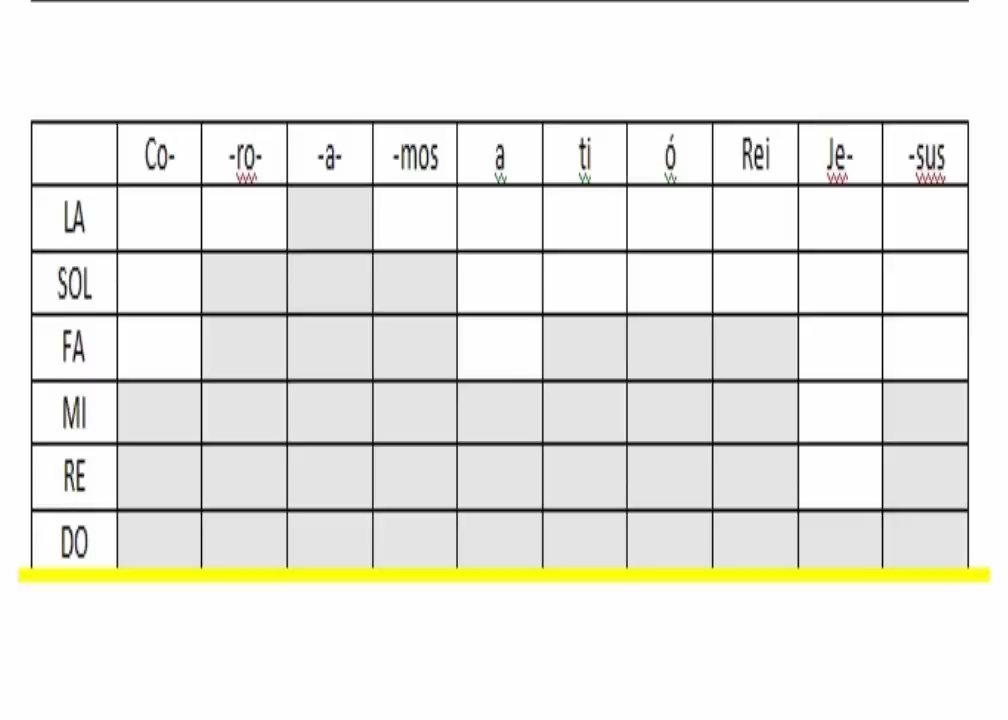 Co- -ro- -a- -mos a ti ó Rei Je- -sus
LA
SOL
FA
MI
RE
DO